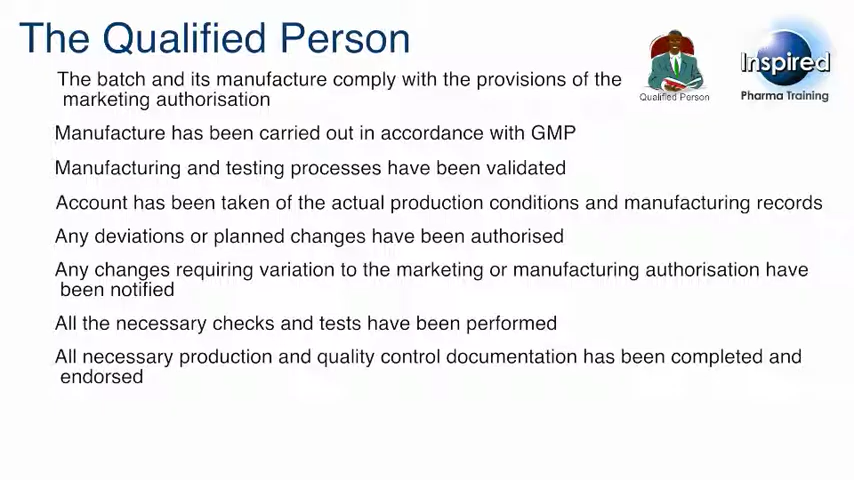 The Qualified Person
The batch and its manufacture comply with the provisions of the
marketing authorisation
Manufacture has been carried out in accordance with GMP
Manufacturing and testing processes have been validated
Account has been taken of the actual production conditions and manufacturing records
Any deviations or planned changes have been authorised
Any changes requiring variation to the marketing or manufacturing authorisation have
been notified
All the necessary checks and tests have been performed
All necessary production and quality control documentation has been completed and
endorsed
Qualified Person
Inspired
Pharma Training